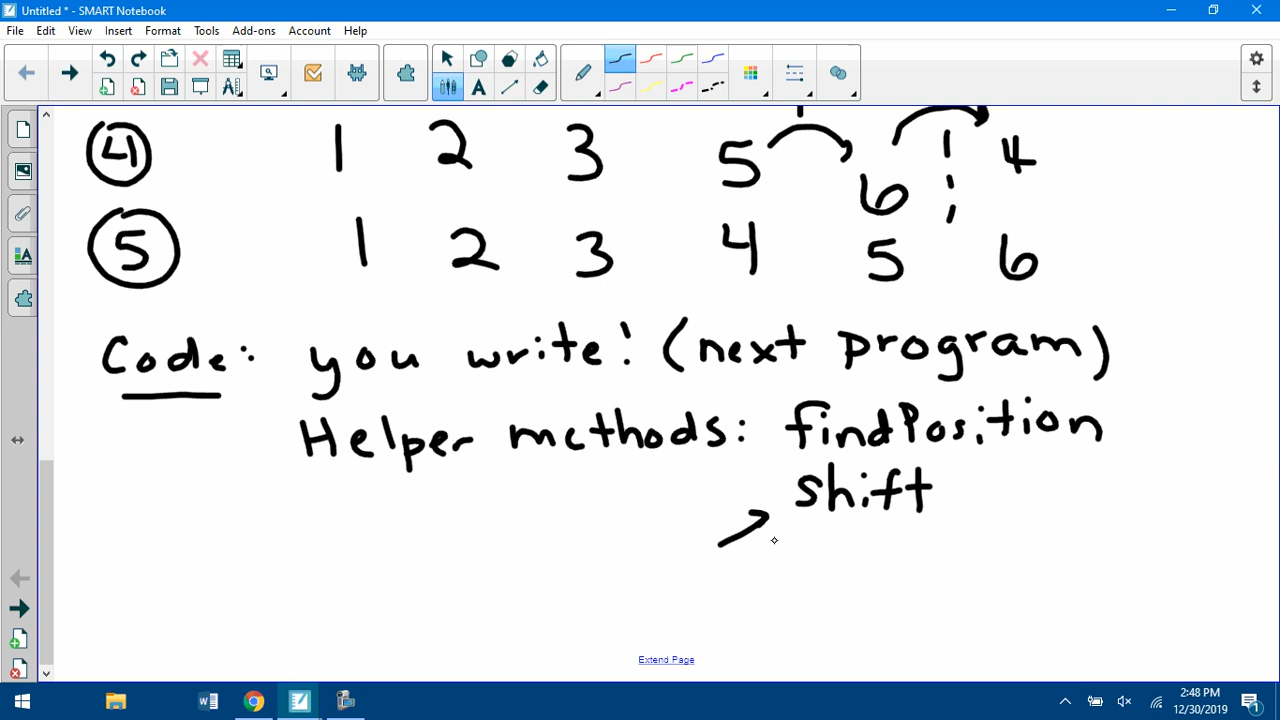 Untitled * - SMART Notebook
File Edit View Insert Format Tools Add-ons Account Help
4 1 2 3 5 6 4
5 1 2 3 4 5 6
Code: you write! (next program)
Helper methods: findPosition
shift
Extend Page
2:48 PM
12/30/2019